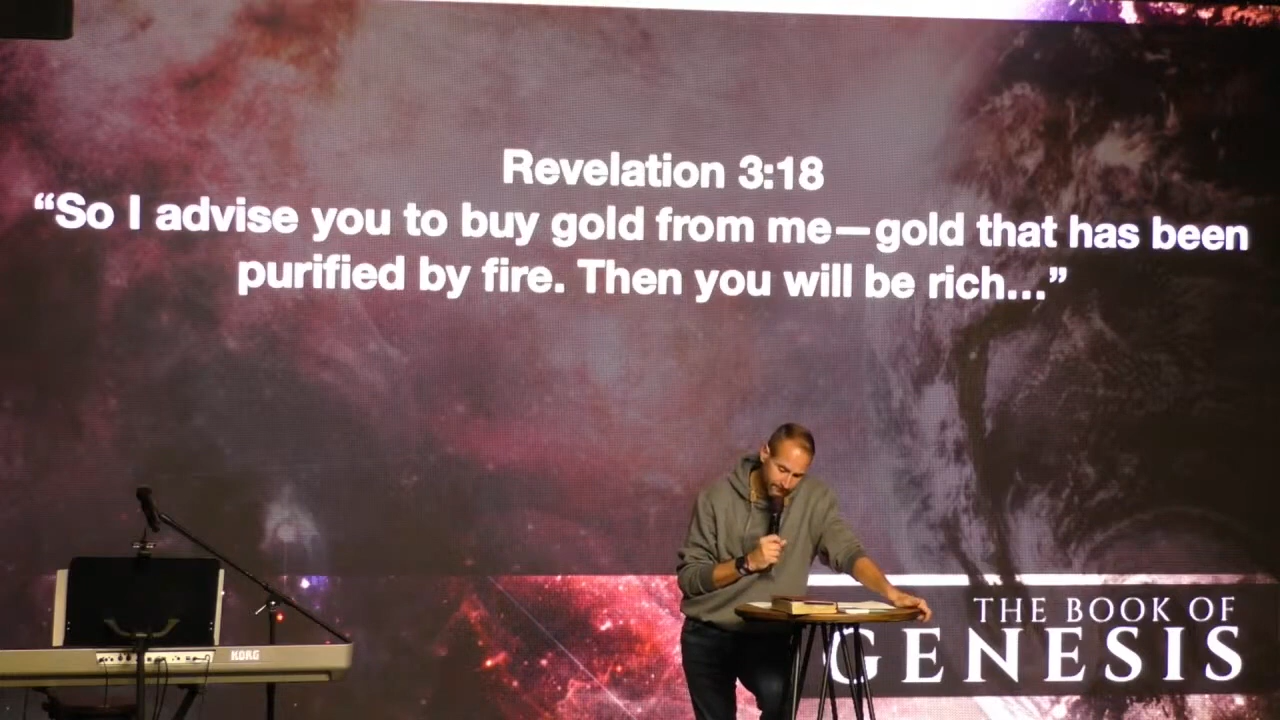 Revelation 3:18
“So I advise you to buy gold from me—gold that has been
purified by fire. Then you will be rich...”
KORG
THE BOOK OF
GENESIS